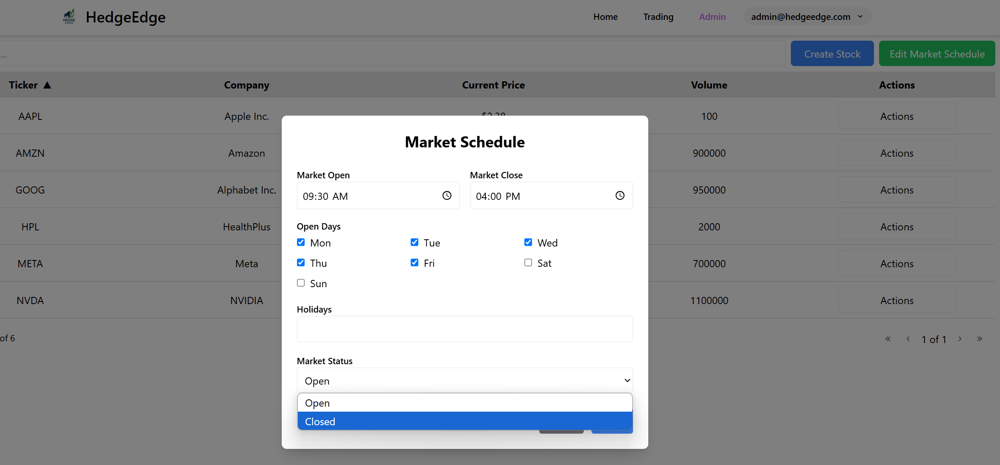 HEDGE
EDGE
HedgeEdge
Home
Trading
Admin
admin@hedgeedge.com
...
Create Stock
Edit Market Schedule
Ticker ▲
Company
Current Price
Volume
Actions
AAPL
Apple Inc.
$2.38
100
Actions
AMZN
Amazon
900000
Actions
GOOG
Alphabet Inc.
950000
Actions
HPL
HealthPlus
2000
Actions
META
Meta
700000
Actions
NVDA
NVIDIA
1100000
Actions
of 6
« ‹ 1 of 1 › »
Market Schedule
Market Open
Market Close
09:30 AM
04:00 PM
Open Days
Mon
Tue
Wed
Thu
Fri
Sat
Sun
Holidays
Market Status
Open
Open
Closed